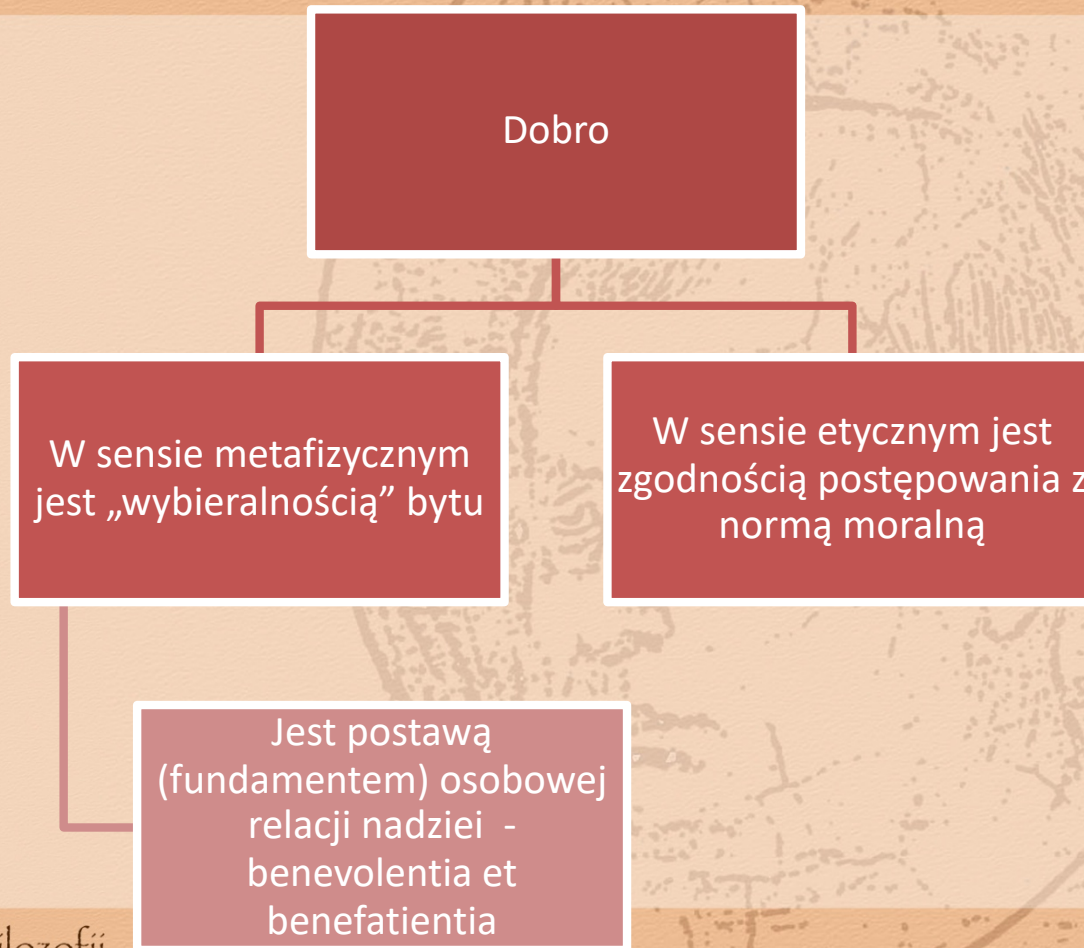 Dobro
W sensie metafizycznym
jest „wybieralnością” bytu
W sensie etycznym jest
zgodnością postępowania z
normą moralną
Jest postawą
(fundamentem) osobowej
relacji nadziei -
benevolentia et
benefatientia